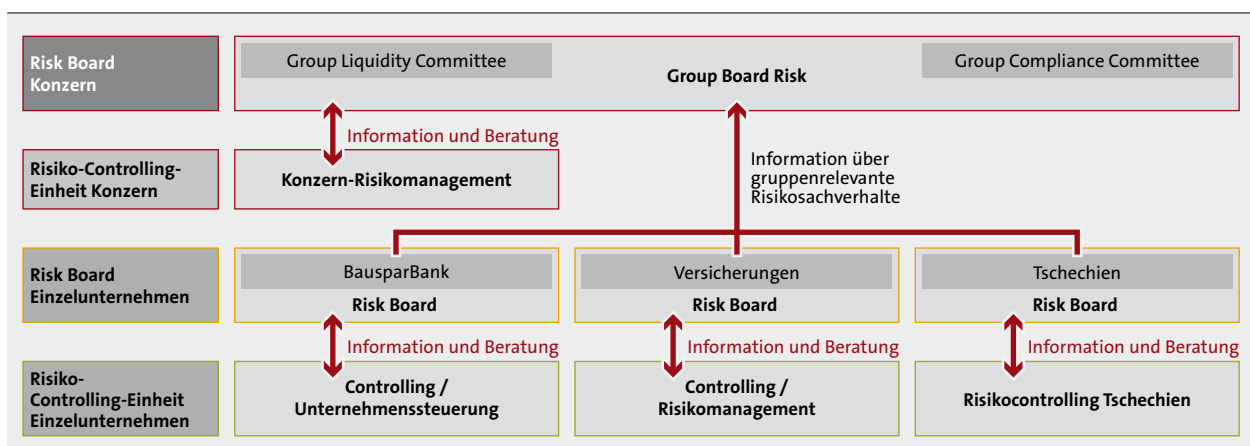 Risk Board
Konzern
Group Liquidity Committee
Group Board Risk
Group Compliance Committee
Information und Beratung
Risiko-Controlling-
Einheit Konzern
Konzern-Risikomanagement
Information über
gruppenrelevante
Risikosachverhalte
Risk Board
Einzelunternehmen
BausparBank
Risk Board
Versicherungen
Risk Board
Tschechien
Risk Board
Information und Beratung
Information und Beratung
Information und Beratung
Risiko-
Controlling-Einheit
Einzelunternehmen
Controlling /
Unternehmenssteuerung
Controlling /
Risikomanagement
Risikocontrolling Tschechien